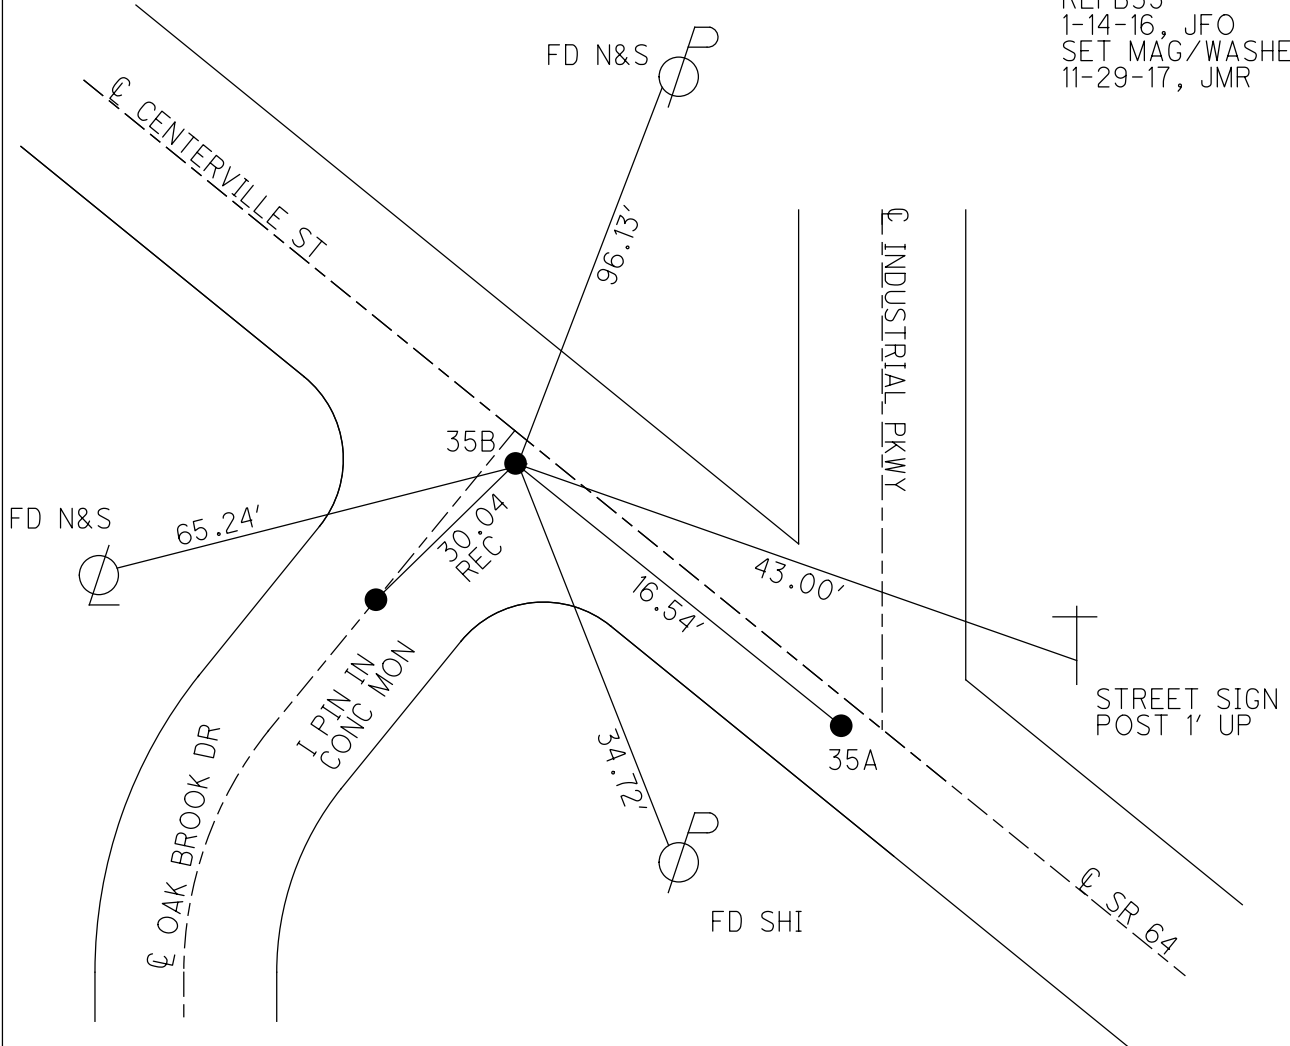 1-14-16, JFO
SET MAG/WASHE
11-29-17, JMR
FD N&S
℄ CENTERVILLE ST
96.13'
℄ INDUSTRIAL PKWY
35B
FD N&S
65.24'
30.04
REC
43.00'
16.54'
I PIN IN
CONC MON
STREET SIGN
POST 1' UP
35A
34.72'
℄ OAK BROOK DR
FD SHI
℄ SR 64